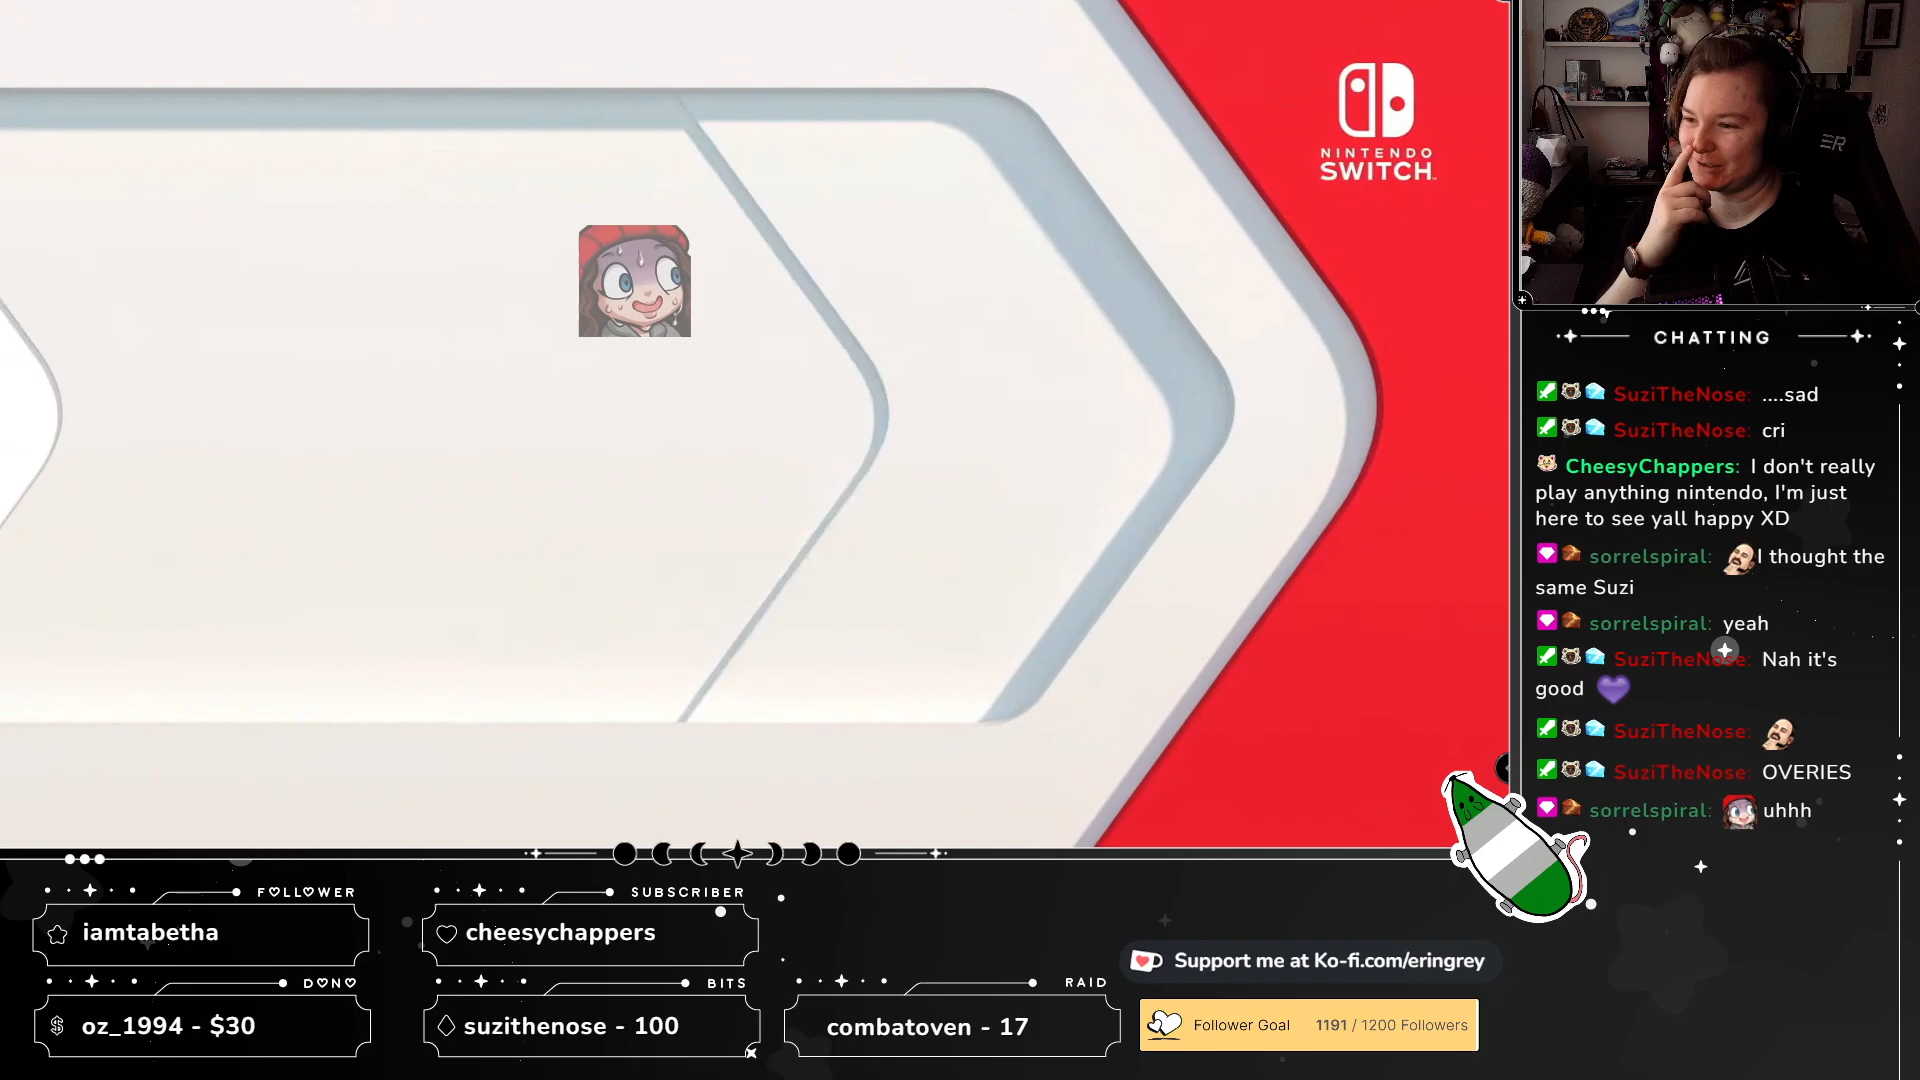 NINTENDO
SWITCH
CHATTING
SuziTheNose: ....sad
SuziTheNose: cri
CheesyChappers: I don't really
play anything nintendo, I'm just
here to see yall happy XD
sorrelspiral: I thought the
same Suzi
sorrelspiral: yeah
SuziTheNose: Nah it's
good
SuziTheNose:
SuziTheNose: OVERIES
sorrelspiral: uhhh
FOLLOWER
iamtabetha
SUBSCRIBER
cheesychappers
DONO
oz_1994 - $30
BITS
suzithenose - 100
RAID
combatoven - 17
Support me at Ko-fi.com/eringrey
Follower Goal 1191 / 1200 Followers